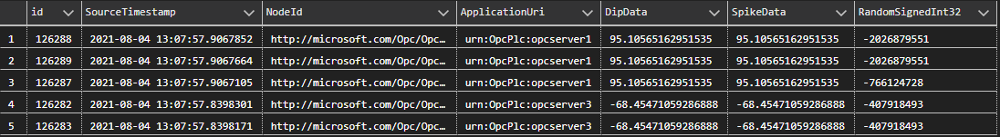 id SourceTimestamp NodeId ApplicationUri DipData SpikeData RandomSignedInt32
1 126288 2021-08-04 13:07:57.9067852 http://microsoft.com/Opc/Opc… urn:OpcPlc:opcserver1 95.10565162951535 95.10565162951535 -2026879551
2 126289 2021-08-04 13:07:57.9067664 http://microsoft.com/Opc/Opc… urn:OpcPlc:opcserver1 95.10565162951535 95.10565162951535 -2026879551
3 126287 2021-08-04 13:07:57.9067105 http://microsoft.com/Opc/Opc… urn:OpcPlc:opcserver1 95.10565162951535 95.10565162951535 -766124728
4 126282 2021-08-04 13:07:57.8398301 http://microsoft.com/Opc/Opc… urn:OpcPlc:opcserver3 -68.45471059286888 -68.45471059286888 -407918493
5 126283 2021-08-04 13:07:57.8398171 http://microsoft.com/Opc/Opc… urn:OpcPlc:opcserver3 -68.45471059286888 -68.45471059286888 -407918493